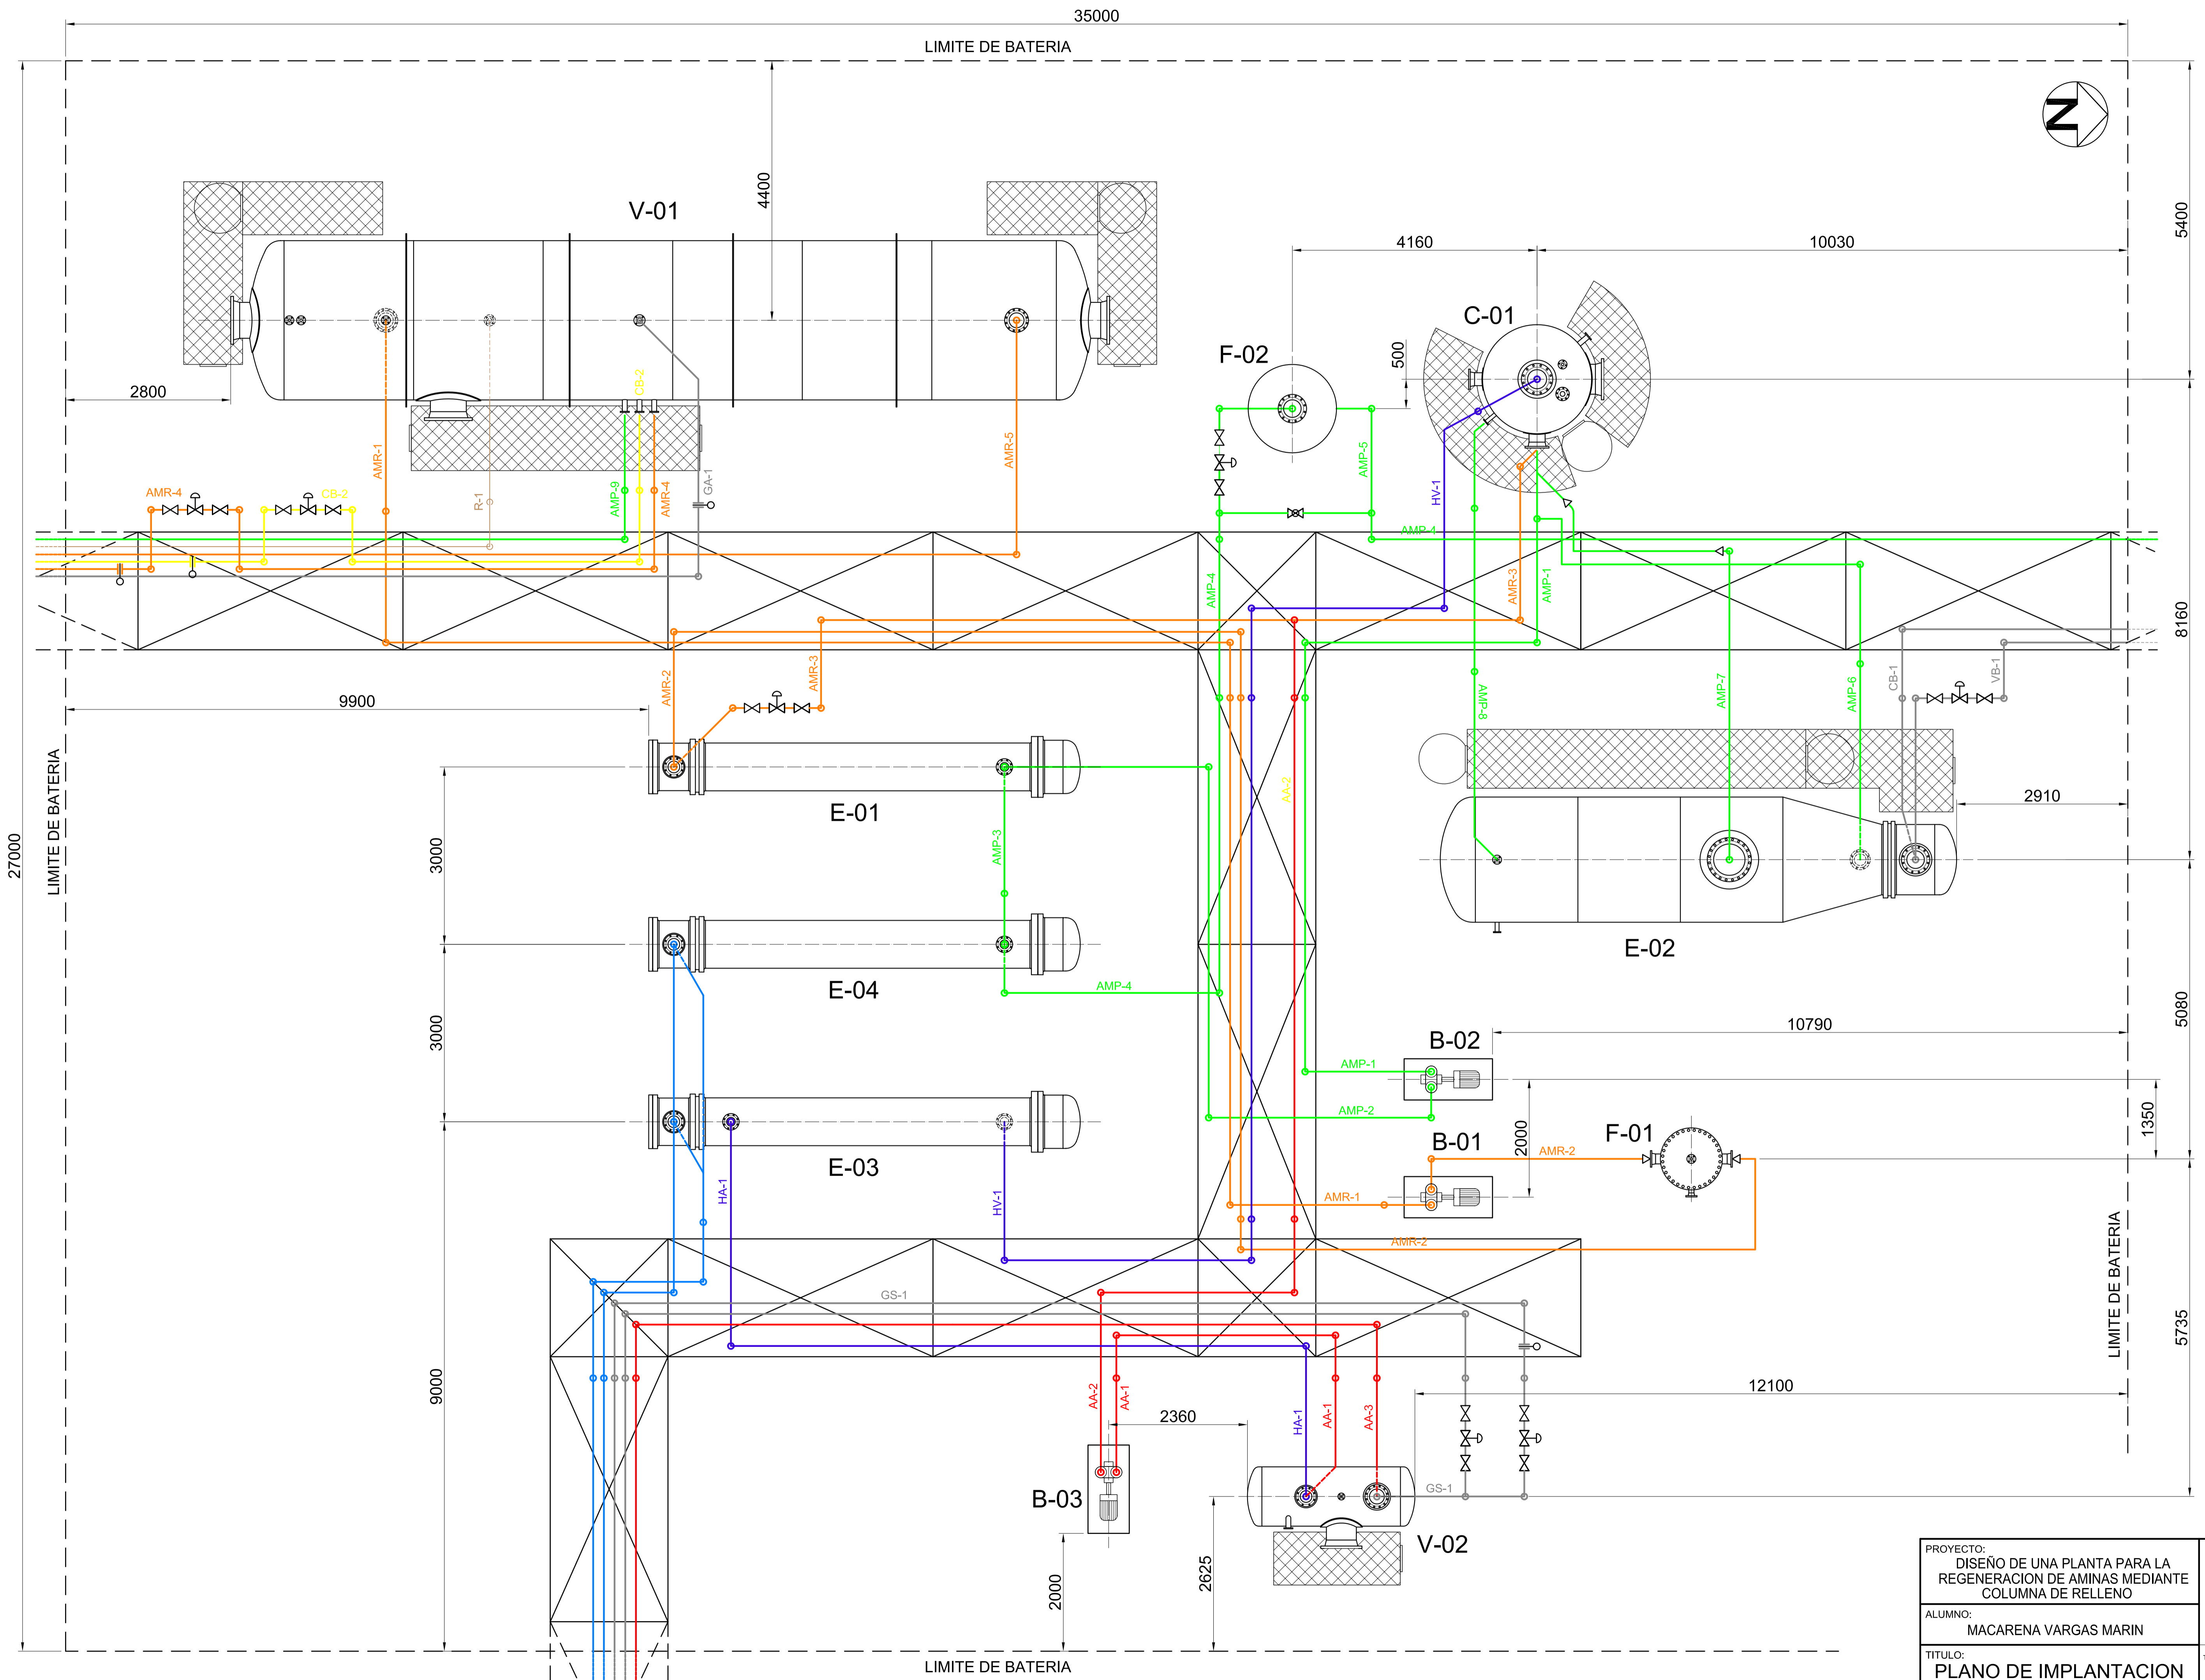 35000
LIMITE DE BATERIA
N
V-01
4400
5400
4160
10030
C-01
F-02
500
2800
CB-2
AMR-1
AMR-5
AMP-5
HV-1
AMR-4
CB-2
R-1
AMP-9
AMR-4
GA-1
AMP-4
AMP-4
AMR-3
AMP-1
8160
AMR-2
AMR-3
9900
AMP-8
AMP-7
AMP-6
CB-1
VB-1
LIMITE DE BATERIA
27000
E-01
AA-2
2910
3000
AMP-3
E-02
E-04
AMP-4
5080
3000
10790
B-02
AMP-1
AMP-2
1350
2000
B-01
F-01
AMR-2
E-03
HA-1
HV-1
AMR-1
AMR-2
LIMITE DE BATERIA
GS-1
5735
9000
12100
AA-2
AA-1
2360
HA-1
AA-1
AA-3
GS-1
B-03
V-02
2000
2625
LIMITE DE BATERIA
PROYECTO:
DISEÑO DE UNA PLANTA PARA LA
REGENERACION DE AMINAS MEDIANTE
COLUMNA DE RELLENO
ALUMNO:
MACARENA VARGAS MARIN
TITULO:
PLANO DE IMPLANTACION